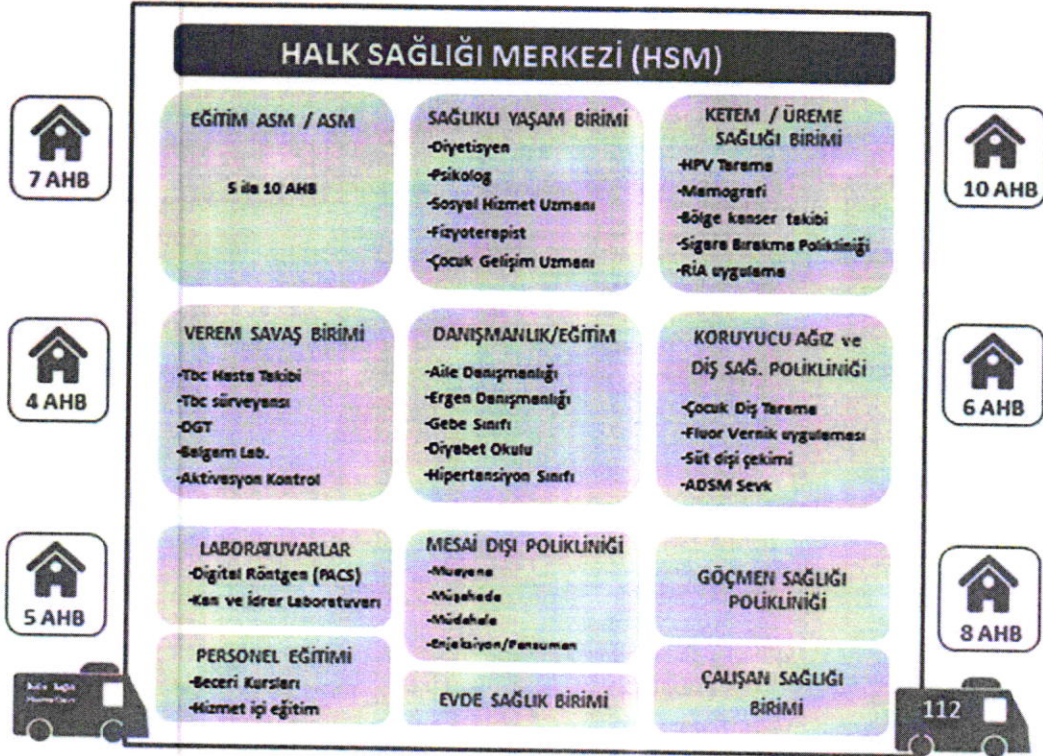 HALK SAĞLIĞI MERKEZİ (HSM)
7 AHB
4 AHB
5 AHB
EĞİTİM ASM / ASM
5 ila 10 AHB
SAĞLIKLI YAŞAM BİRİMİ
-Diyetisyen
-Psikolog
-Sosyal Hizmet Uzmanı
-Fizyoterapist
-Çocuk Gelişim Uzmanı
KETEM / ÜREME
SAĞLIĞI BİRİMİ
-HPV Tarama
-Mamografi
-Bölge kanser takibi
-Sigara Bırakma Polikliniği
-RİA uygulama
VEREM SAVAŞ BİRİMİ
-Tbc Hasta Takibi
-Tbc sürveyansı
-DGT
-Balgam Lab.
-Aktivasyon Kontrol
DANIŞMANLIK/EĞİTİM
-Aile Danışmanlığı
-Ergen Danışmanlığı
-Gebe Sınıfı
-Diyabet Okulu
-Hipertansiyon Sınıfı
KORUYUCU AĞIZ ve
DİŞ SAĞ. POLİKLİNİĞİ
-Çocuk Diş Tarama
-Fluor Vernik uygulaması
-Süt dişi çekimi
-ADSM Sevk
LABORATUVARLAR
-Digital Röntgen (PACS)
-Kan ve İdrar Laboratuvarı
MESAİ DIŞI POLİKLİNİĞİ
-Muayene
-Müşahade
-Müdahale
-Enjeksiyon/Pansuman
GÖÇMEN SAĞLIĞI
POLİKLİNİĞİ
PERSONEL EĞİTİMİ
-Beceri Kursları
-Hizmet içi eğitim
EVDE SAĞLIK BİRİMİ
ÇALIŞAN SAĞLIĞI
BİRİMİ
10 AHB
6 AHB
8 AHB
112